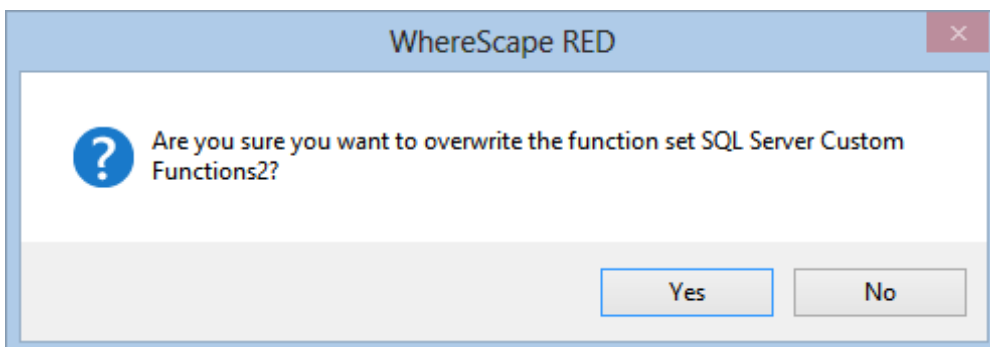 WhereScape RED
Are you sure you want to overwrite the function set SQL Server Custom
Functions2?
Yes
No